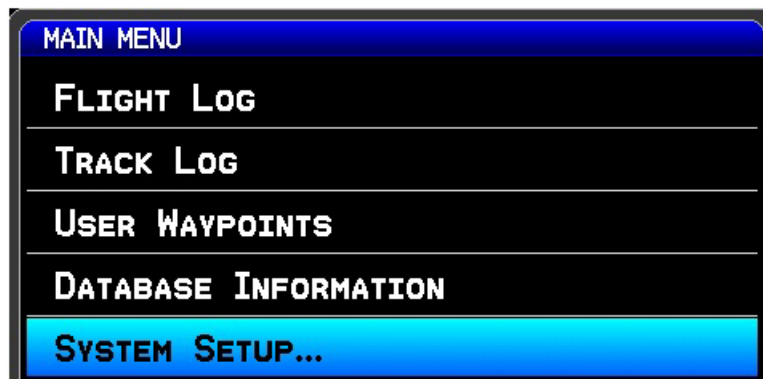 MAIN MENU
Flight Log
Track Log
User Waypoints
Database Information
System Setup...